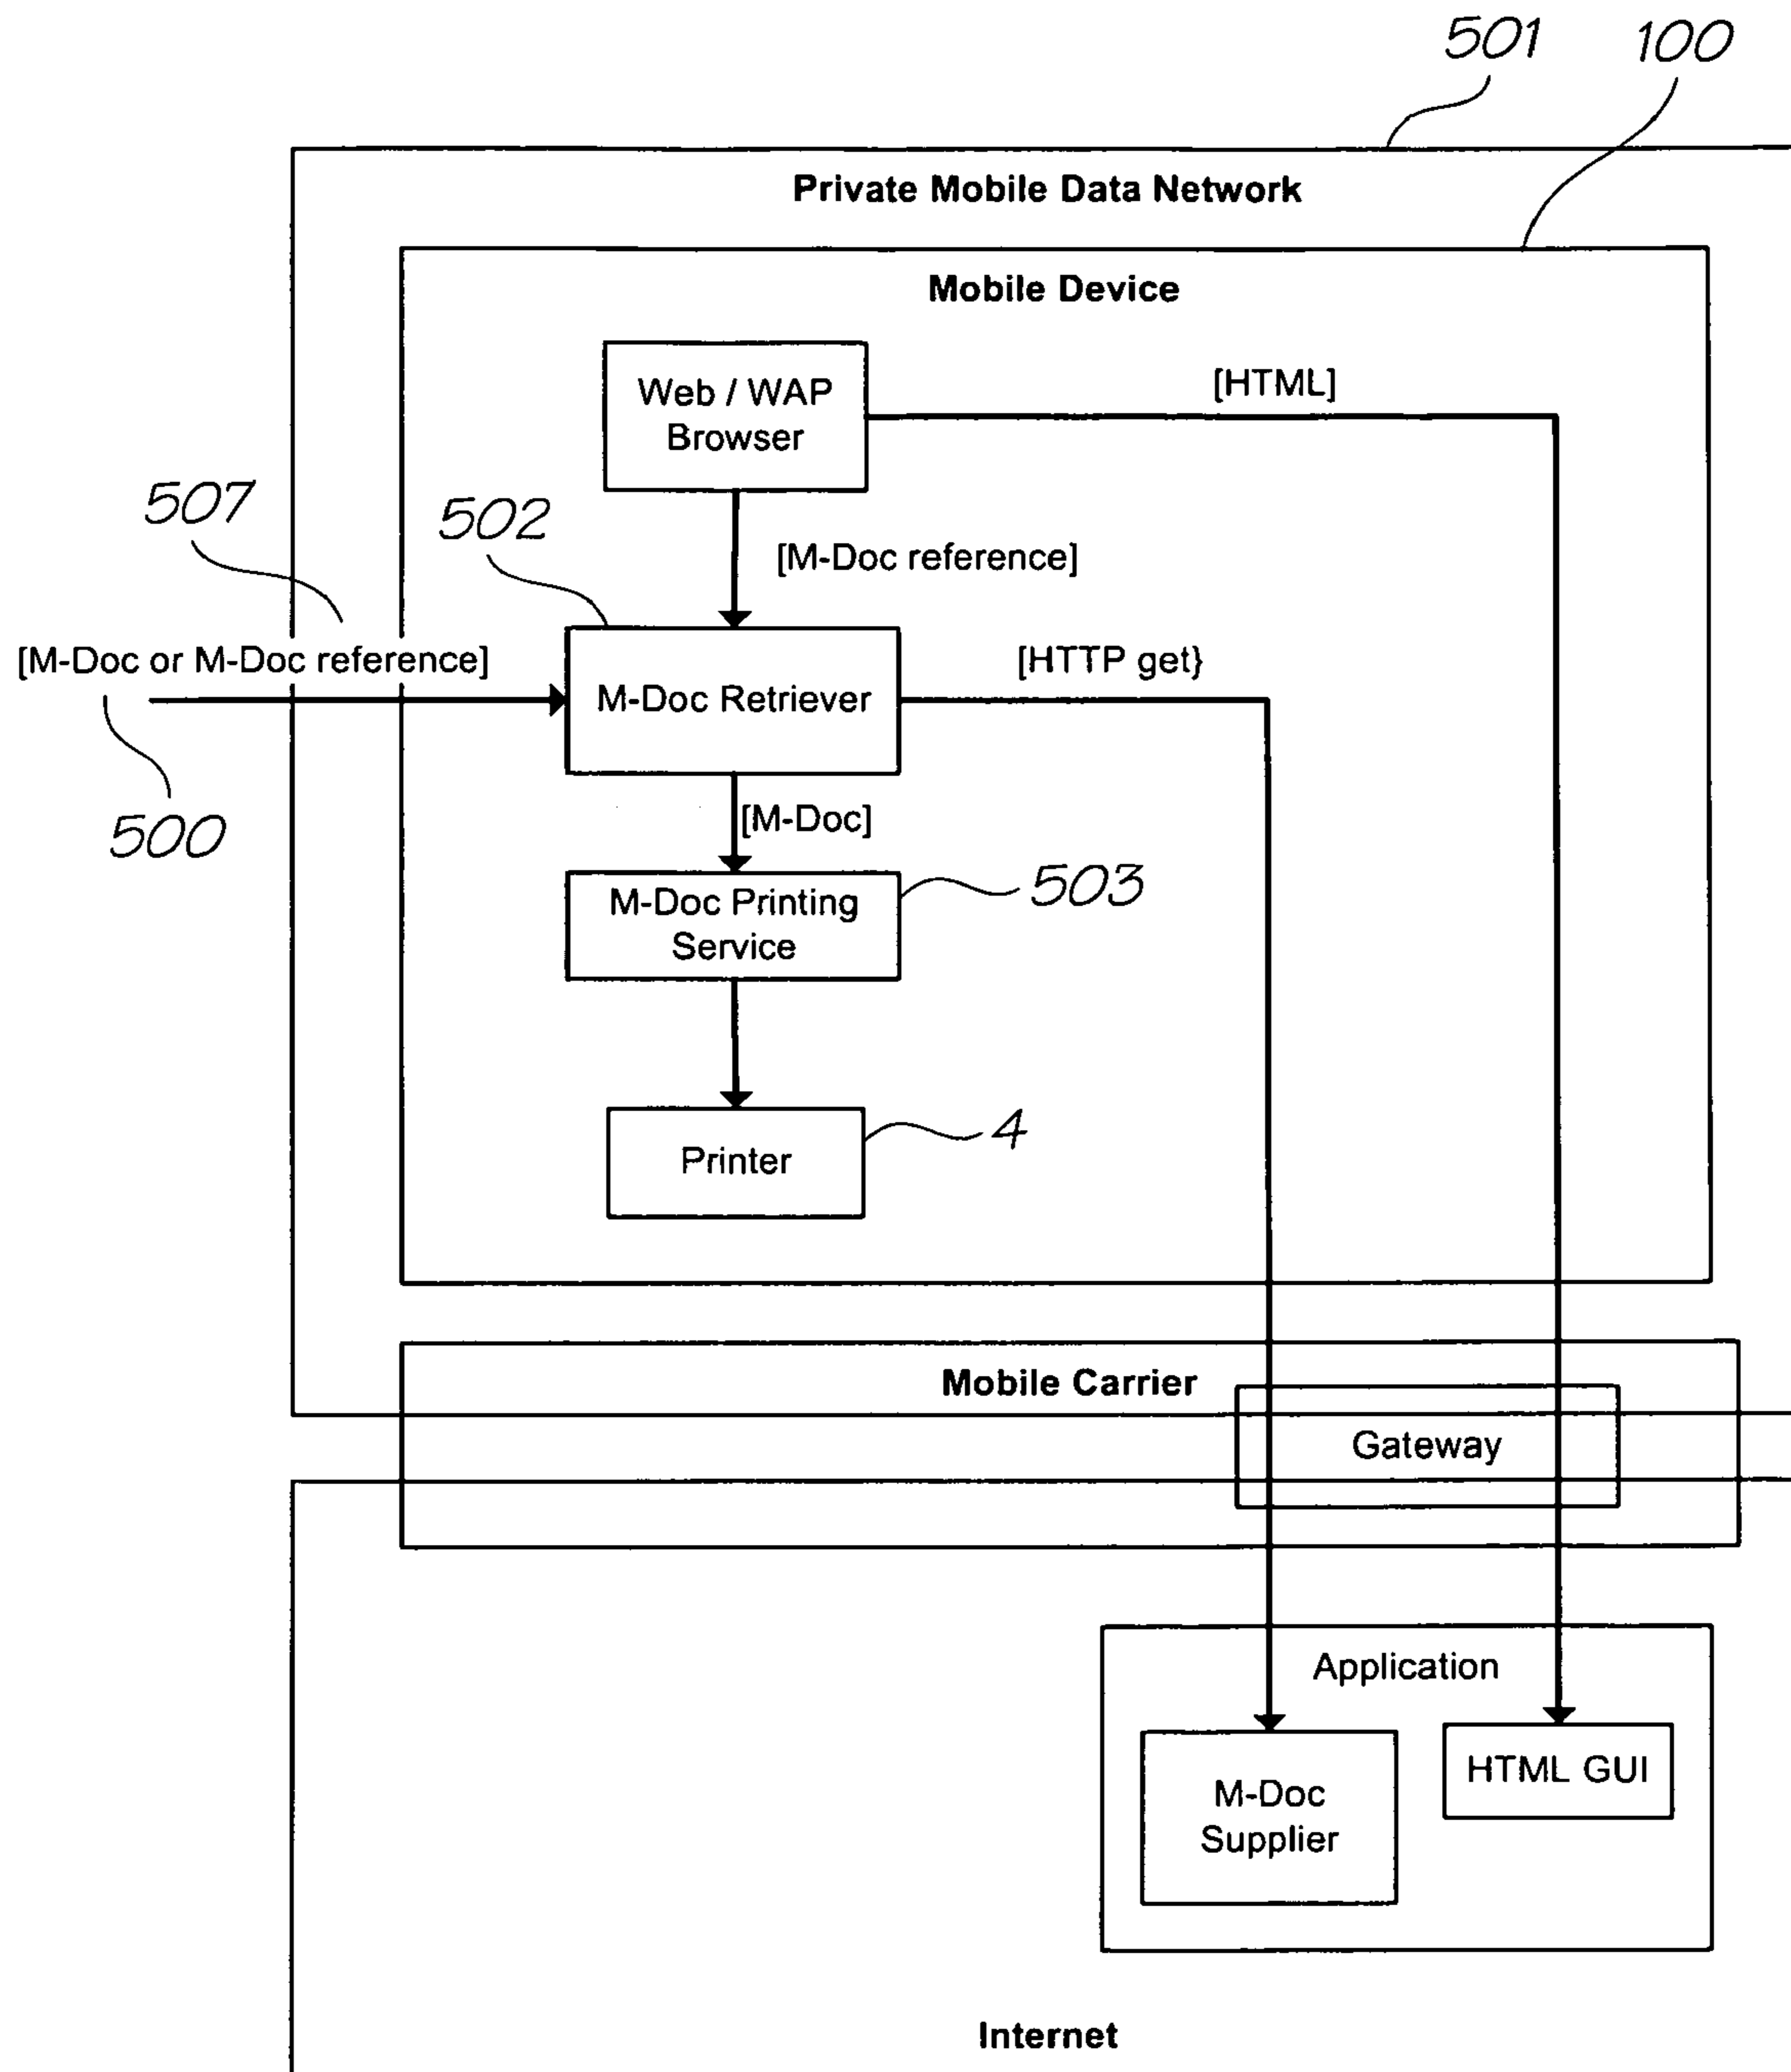 501
100
Private Mobile Data Network
Mobile Device
Web / WAP
Browser
[HTML]
507
502
[M-Doc reference]
[M-Doc or M-Doc reference]
M-Doc Retriever
[HTTP get}
500
[M-Doc]
M-Doc Printing
Service
503
Printer
4
Mobile Carrier
Gateway
Application
M-Doc
Supplier
HTML GUI
Internet